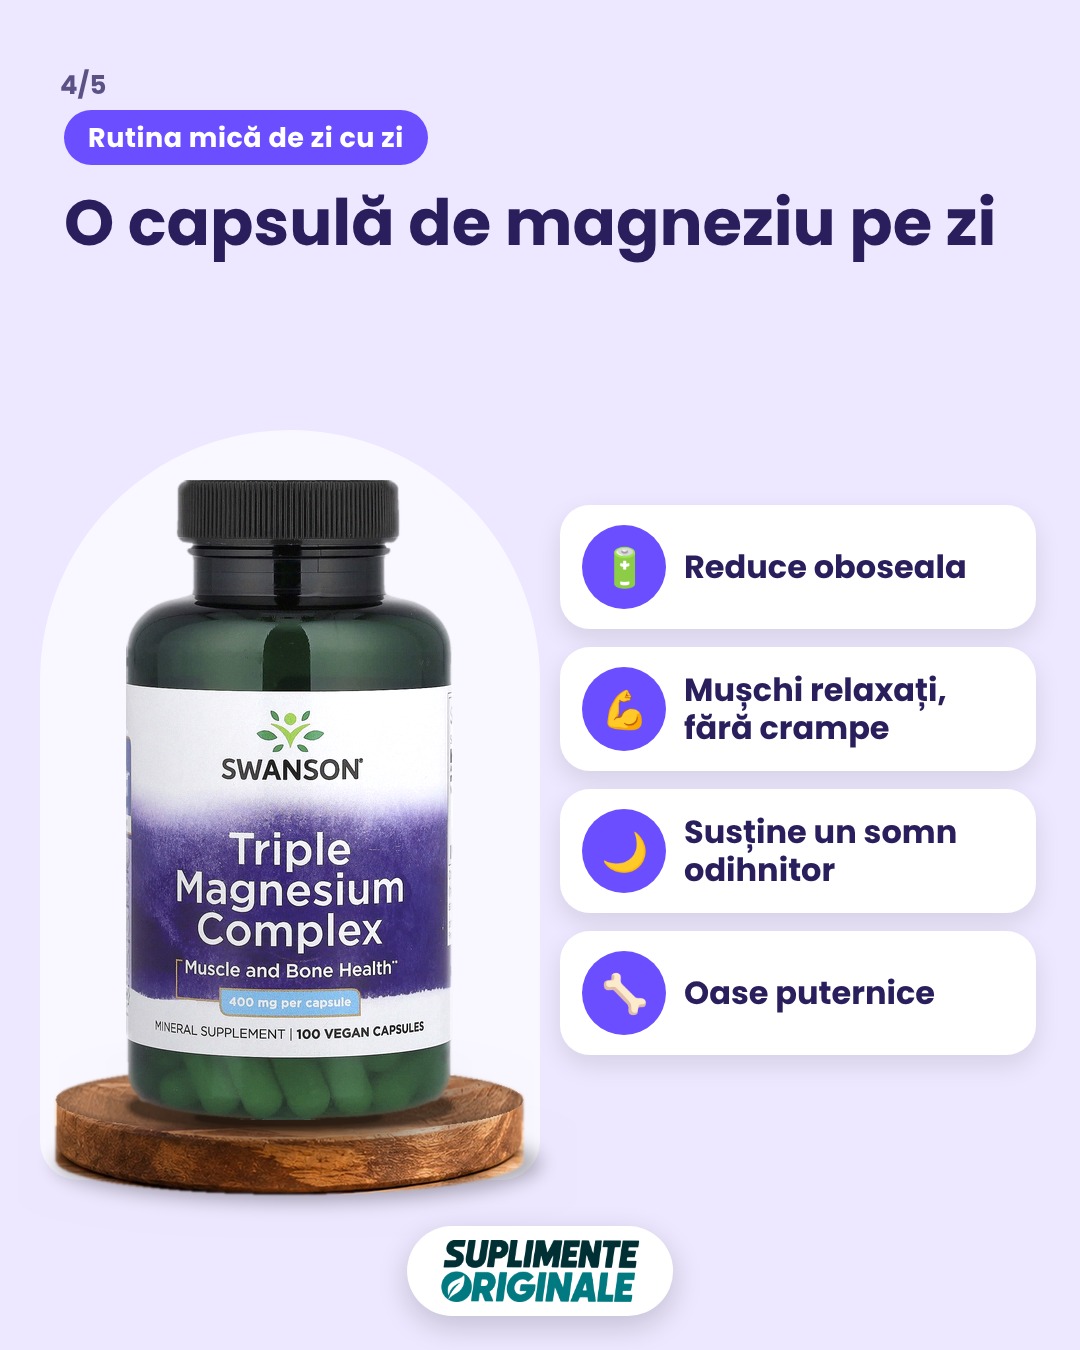 4/5
Rutina mică de zi cu zi
O capsulă de magneziu pe zi
SWANSON
Triple
Magnesium
Complex
Muscle and Bone Health
400 mg per capsule
MINERAL SUPPLEMENT | 100 VEGAN CAPSULES
Reduce oboseala
Mușchi relaxați,
fără crampe
Susține un somn
odihnitor
Oase puternice
SUPLIMENTE
ORIGINALE